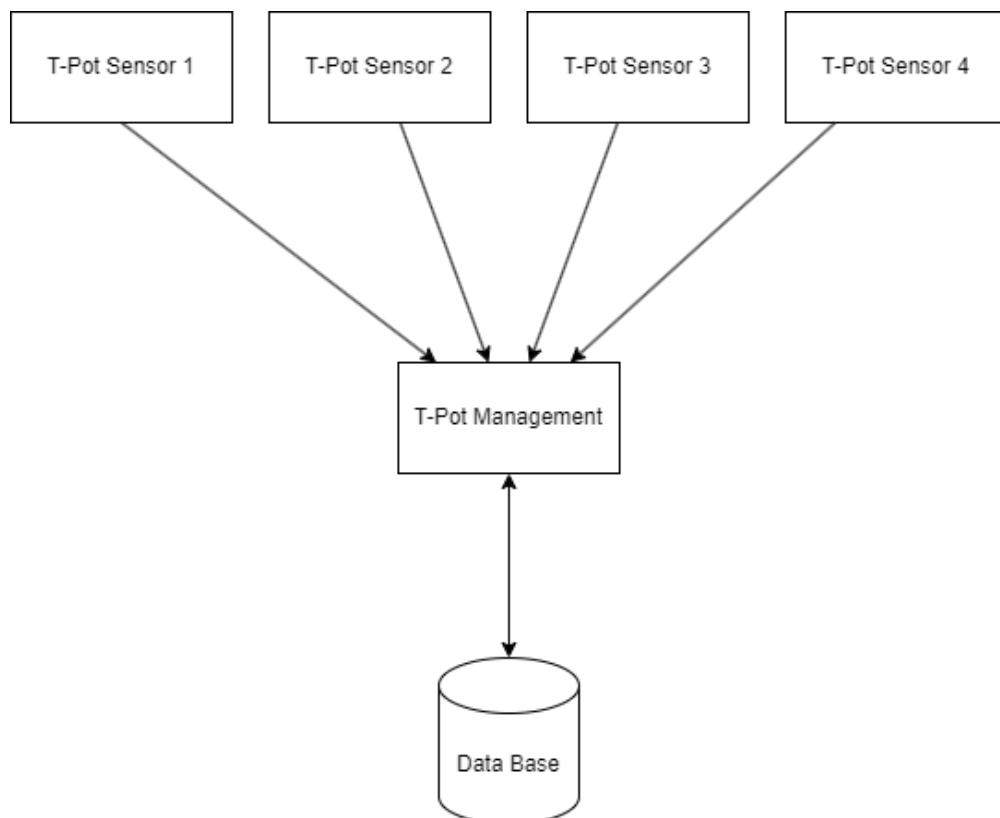 T-Pot Sensor 1
T-Pot Sensor 2
T-Pot Sensor 3
T-Pot Sensor 4
T-Pot Management
Data Base